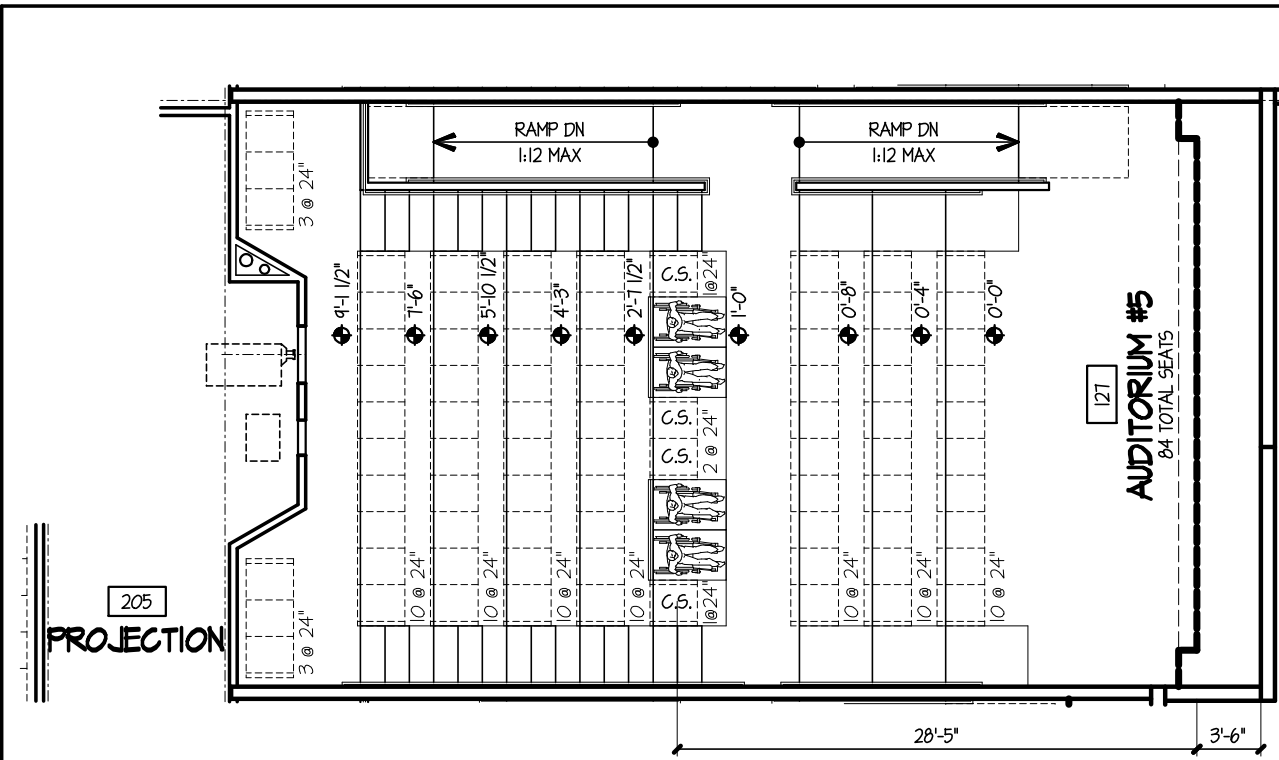 RAMP DN
1:12 MAX
RAMP DN
1:12 MAX
3 @ 24"
9'-1 1/2"
7'-6"
5'-10 1/2"
4'-3"
2'-7 1/2"
C.S.
1@24"
1'-0"
0'-8"
0'-4"
0'-0"
C.S.
C.S.
2 @ 24"
127
AUDITORIUM #5
84 TOTAL SEATS
10 @ 24"
10 @ 24"
10 @ 24"
10 @ 24"
C.S.
1@24"
10 @ 24"
10 @ 24"
10 @ 24"
205
PROJECTION
3 @ 24"
28'-5"
3'-6"